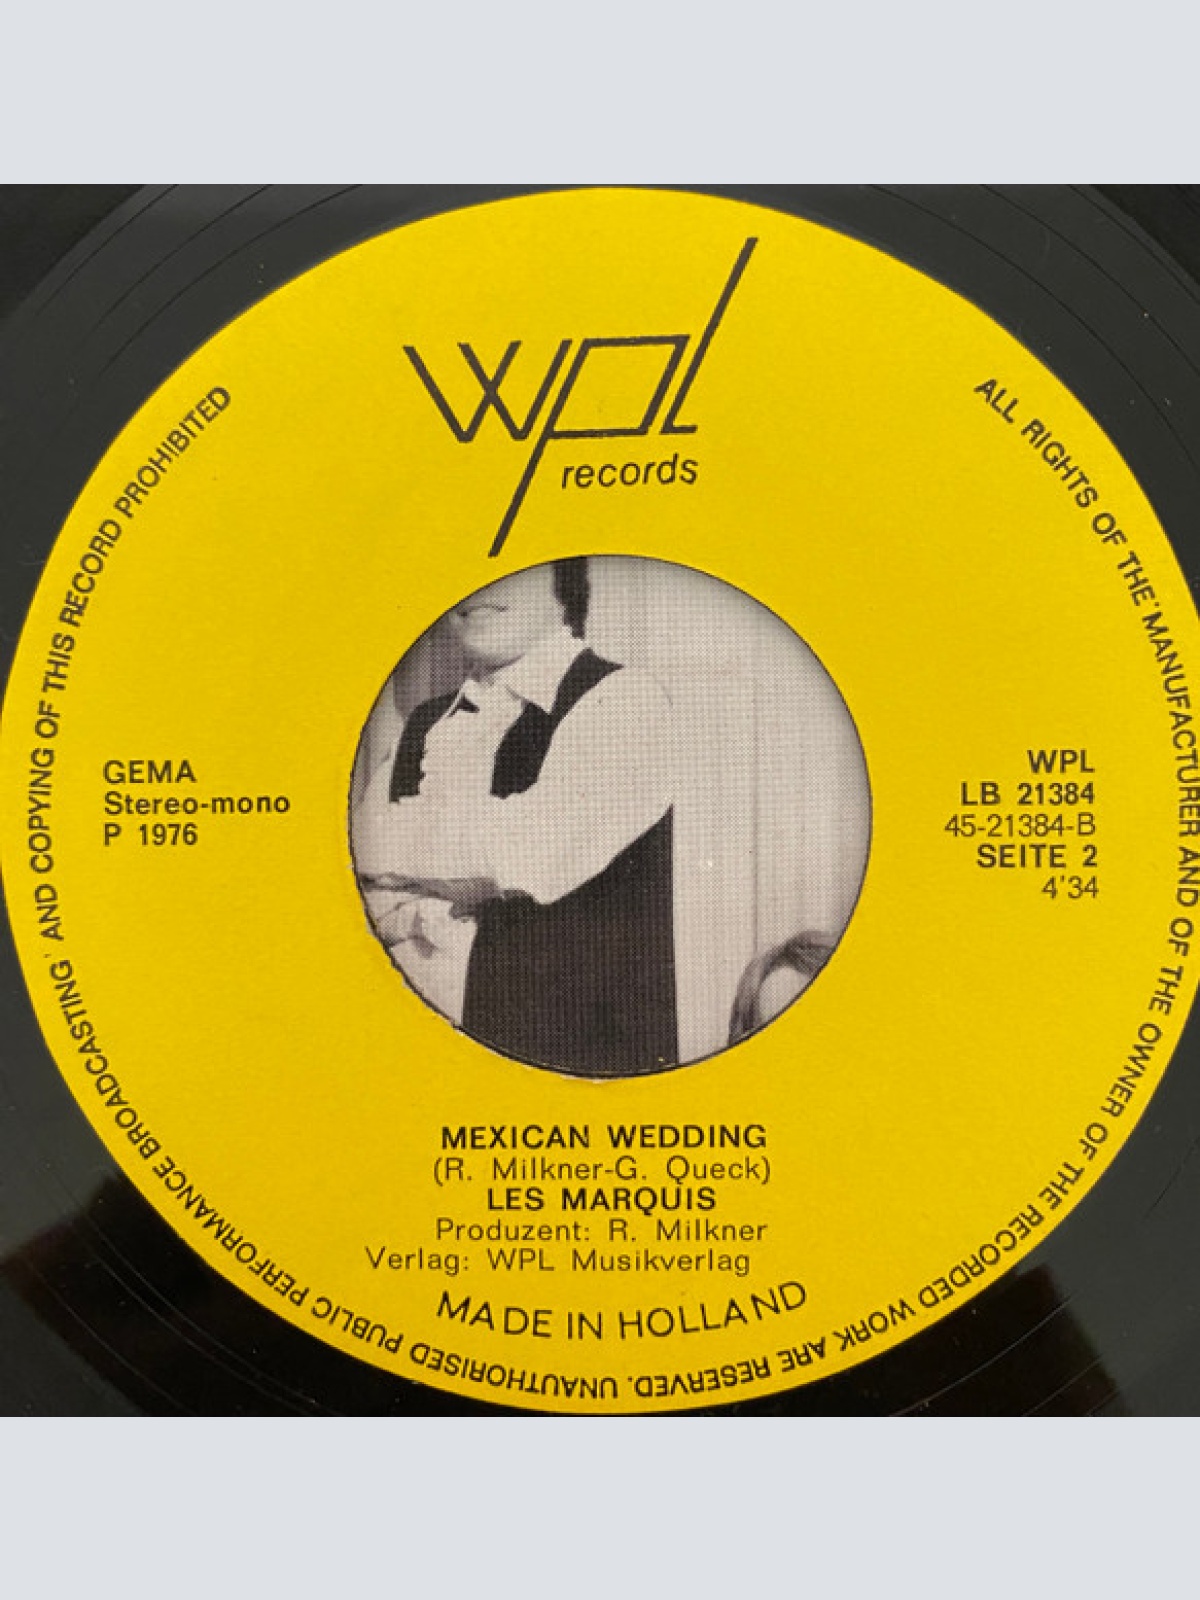 wpl
records
ALL RIGHTS OF THE MANUFACTURER AND OF THE OWNER OF THE RECORDED WORK ARE RESERVED. UNAUTHORISED PUBLIC PERFORMANCE BROADCASTING AND COPYING OF THIS RECORD PROHIBITED
GEMA
Stereo-mono
P 1976
WPL
LB 21384
45-21384-B
SEITE 2
4'34
MEXICAN WEDDING
(R. Milkner-G. Queck)
LES MARQUIS
Produzent: R. Milkner
Verlag: WPL Musikverlag
MADE IN HOLLAND